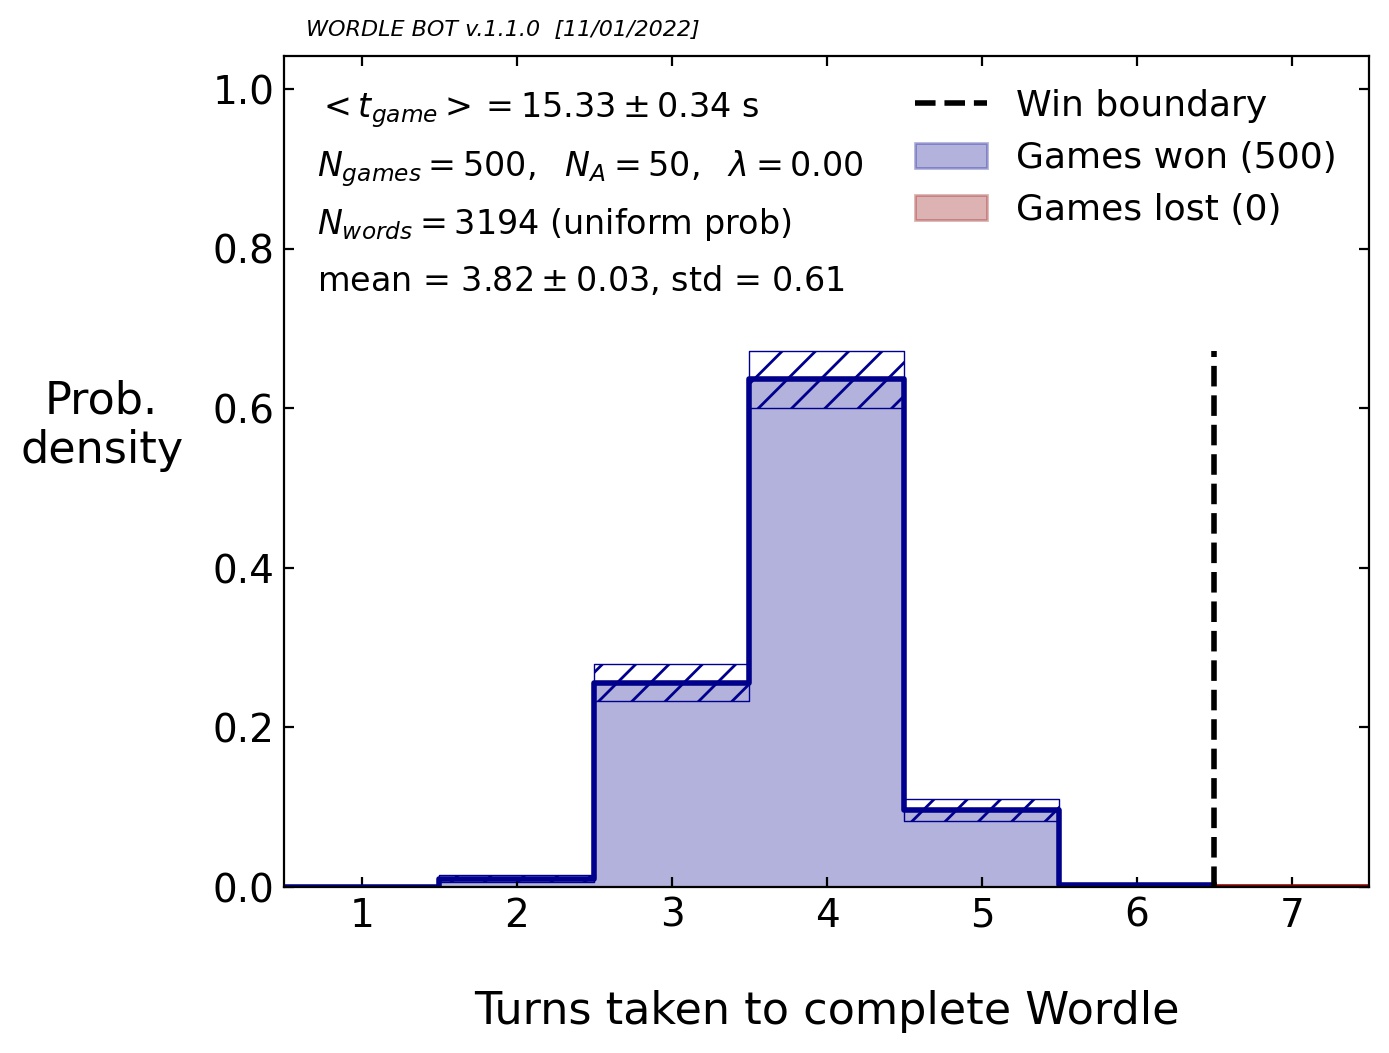 WORDLE BOT v.1.1.0 [11/01/2022]
<t_game> = 15.33 ± 0.34 s
N_games = 500, N_A = 50, λ = 0.00
N_words = 3194 (uniform prob)
mean = 3.82 ± 0.03, std = 0.61
Win boundary
Games won (500)
Games lost (0)
Prob.
density
1.0
0.8
0.6
0.4
0.2
0.0
1 2 3 4 5 6 7
Turns taken to complete Wordle